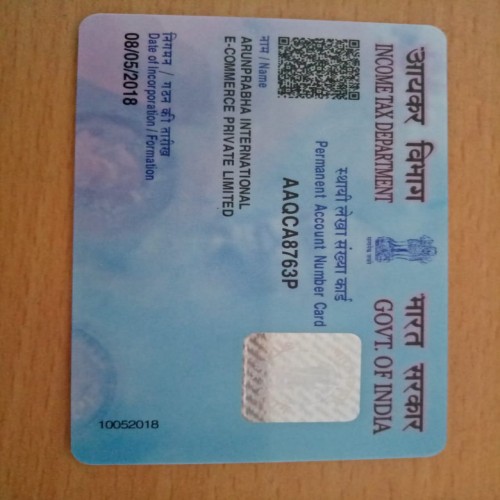 आयकर विभाग
INCOME TAX DEPARTMENT
भारत सरकार
GOVT. OF INDIA
सत्यमेव जयते
स्थायी लेखा संख्या कार्ड
Permanent Account Number Card
AAQCA8763P
नाम / Name
ARUNPRABHA INTERNATIONAL
E-COMMERCE PRIVATE LIMITED
निगमन / गठन की तारीख
Date of Incorporation / Formation
08/05/2018
10052018